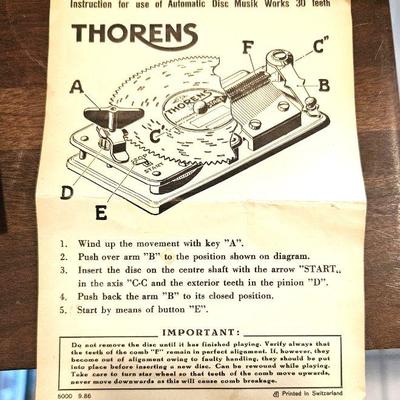 Instruction for use of Automatic Disc Musik Works 30 teeth
THORENS
A
F
C"
B
THORENS
C'
STOP
START
D
E
1. Wind up the movement with key "A".
2. Push over arm "B" to the position shown on diagram.
3. Insert the disc on the centre shaft with the arrow "START„
in the axis "C-C and the exterior teeth in the pinion "D".
4. Push back the arm "B" to its closed position.
5. Start by means of button "E".
IMPORTANT:
Do not remove the disc until it has finished playing. Verify always that
the teeth of the comb "F" remain in perfect alignment. If, however, they
become out of alignment owing to faulty handling, they should be put
into place before inserting a new disc. Can be rewound while playing.
Take care to turn star wheel so that teeth of the comb move upwards,
never move downwards as this will cause comb breakage.
5000 9.86
Printed in Switzerland